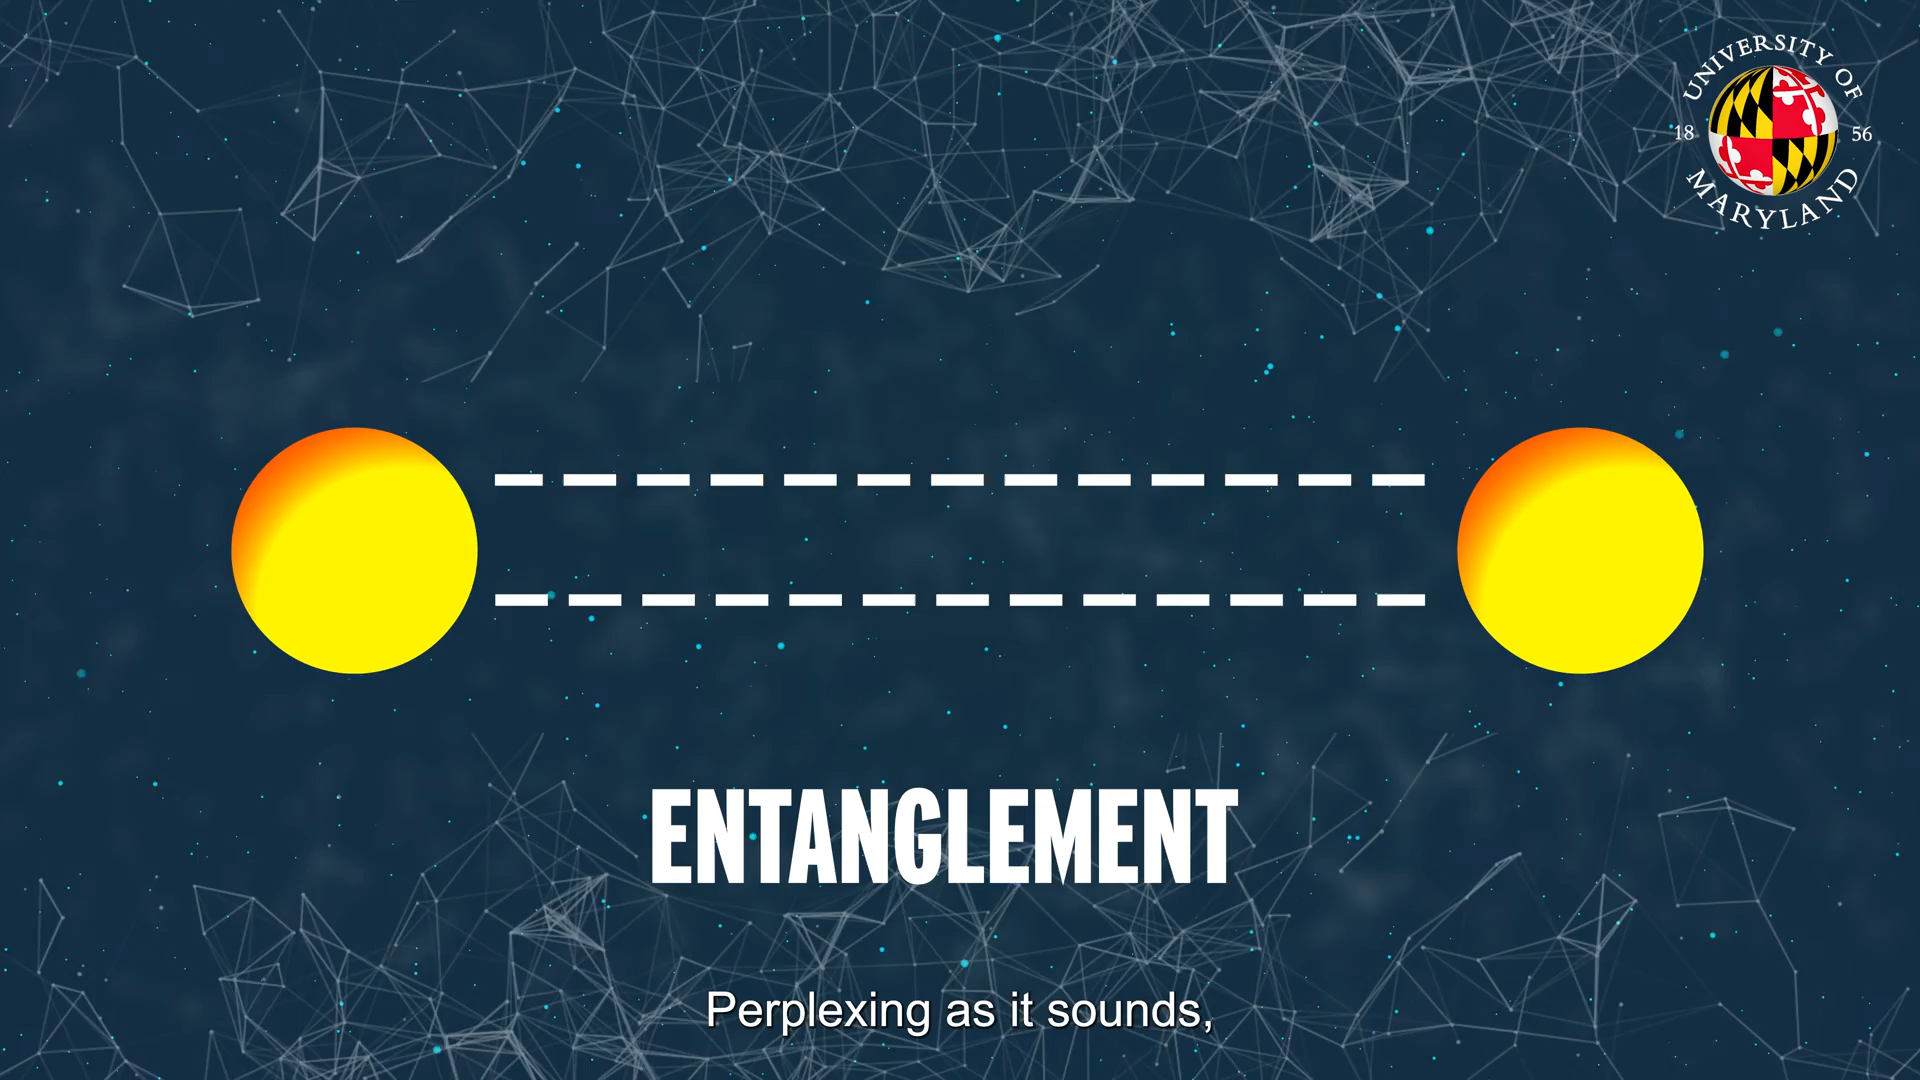 UNIVERSITY OF
18 56
MARYLAND
ENTANGLEMENT
Perplexing as it sounds,